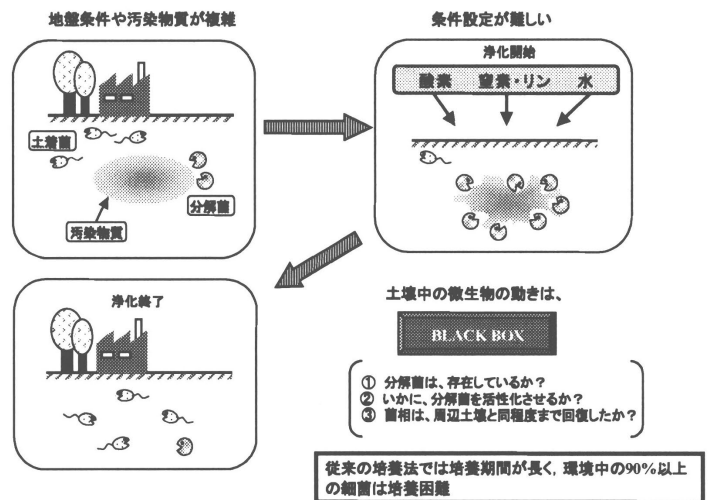 地盤条件や汚染物質が複雑
条件設定が難しい
土着菌
分解菌
汚染物質
浄化開始
酸素 窒素・リン 水
浄化終了
土壌中の微生物の動きは、
BLACK BOX
① 分解菌は、存在しているか？
② いかに、分解菌を活性化させるか？
③ 菌相は、周辺土壌と同程度まで回復したか？
従来の培養法では培養期間が長く，環境中の90%以上
の細菌は培養困難